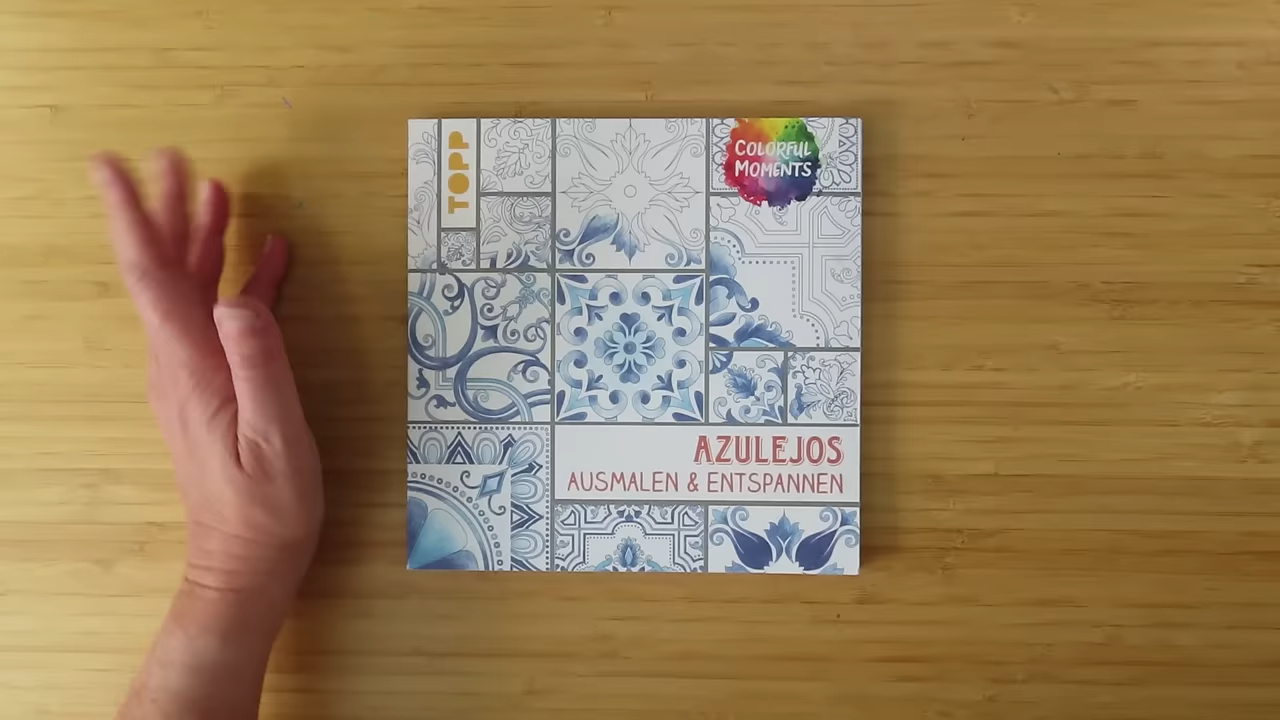 TOPP
COLORFUL
MOMENTS
AZULEJOS
AUSMALEN & ENTSPANNEN